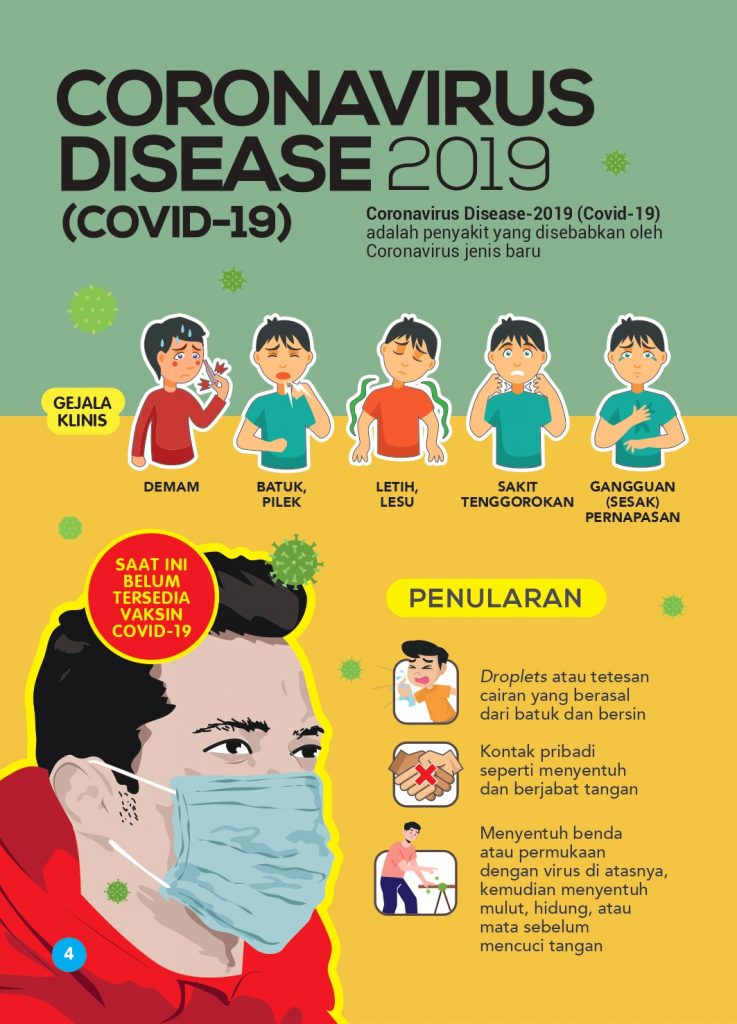 CORONAVIRUS
DISEASE 2019
(COVID-19)
Coronavirus Disease-2019 (Covid-19)
adalah penyakit yang disebabkan oleh
Coronavirus jenis baru
GEJALA
KLINIS
DEMAM
BATUK,
PILEK
LETIH,
LESU
SAKIT
TENGGOROKAN
GANGGUAN
(SESAK)
PERNAPASAN
SAAT INI
BELUM
TERSEDIA
VAKSIN
COVID-19
PENULARAN
Droplets atau tetesan
cairan yang berasal
dari batuk dan bersin
Kontak pribadi
seperti menyentuh
dan berjabat tangan
Menyentuh benda
atau permukaan
dengan virus di atasnya,
kemudian menyentuh
mulut, hidung, atau
mata sebelum
mencuci tangan
4